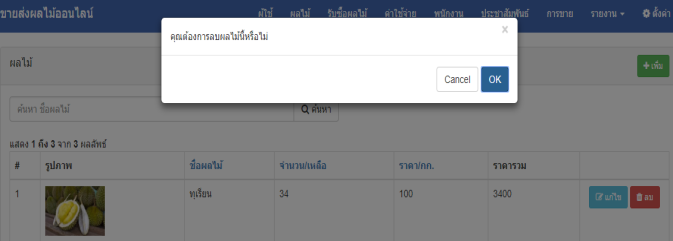 ขายส่งผลไม้ออนไลน์ ผู้ใช้ ผลไม้ รับซื้อผลไม้ ค่าใช้จ่าย พนักงาน ประชาสัมพันธ์ การขาย รายงาน ตั้งค่า
คุณต้องการลบผลไม้นี้หรือไม่ x
Cancel OK
ผลไม้ เพิ่ม
ค้นหา ชื่อผลไม้ ค้นหา
แสดง 1 ถึง 3 จาก 3 ผลลัพธ์
# รูปภาพ ชื่อผลไม้ จำนวน/เหลือ ราคา/กก. ราคารวม
1 ทุเรียน 34 100 3400 แก้ไข ลบ